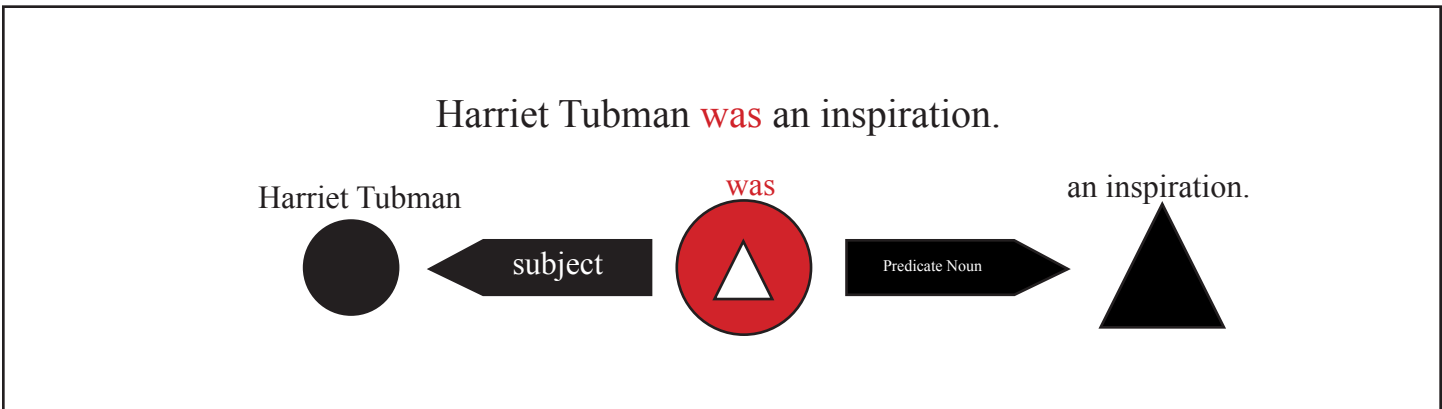 Harriet Tubman was an inspiration.
Harriet Tubman
was
an inspiration.
subject
Predicate Noun